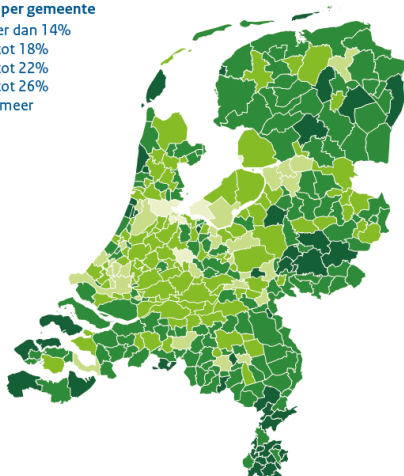 per gemeente
er dan 14%
tot 18%
tot 22%
tot 26%
meer